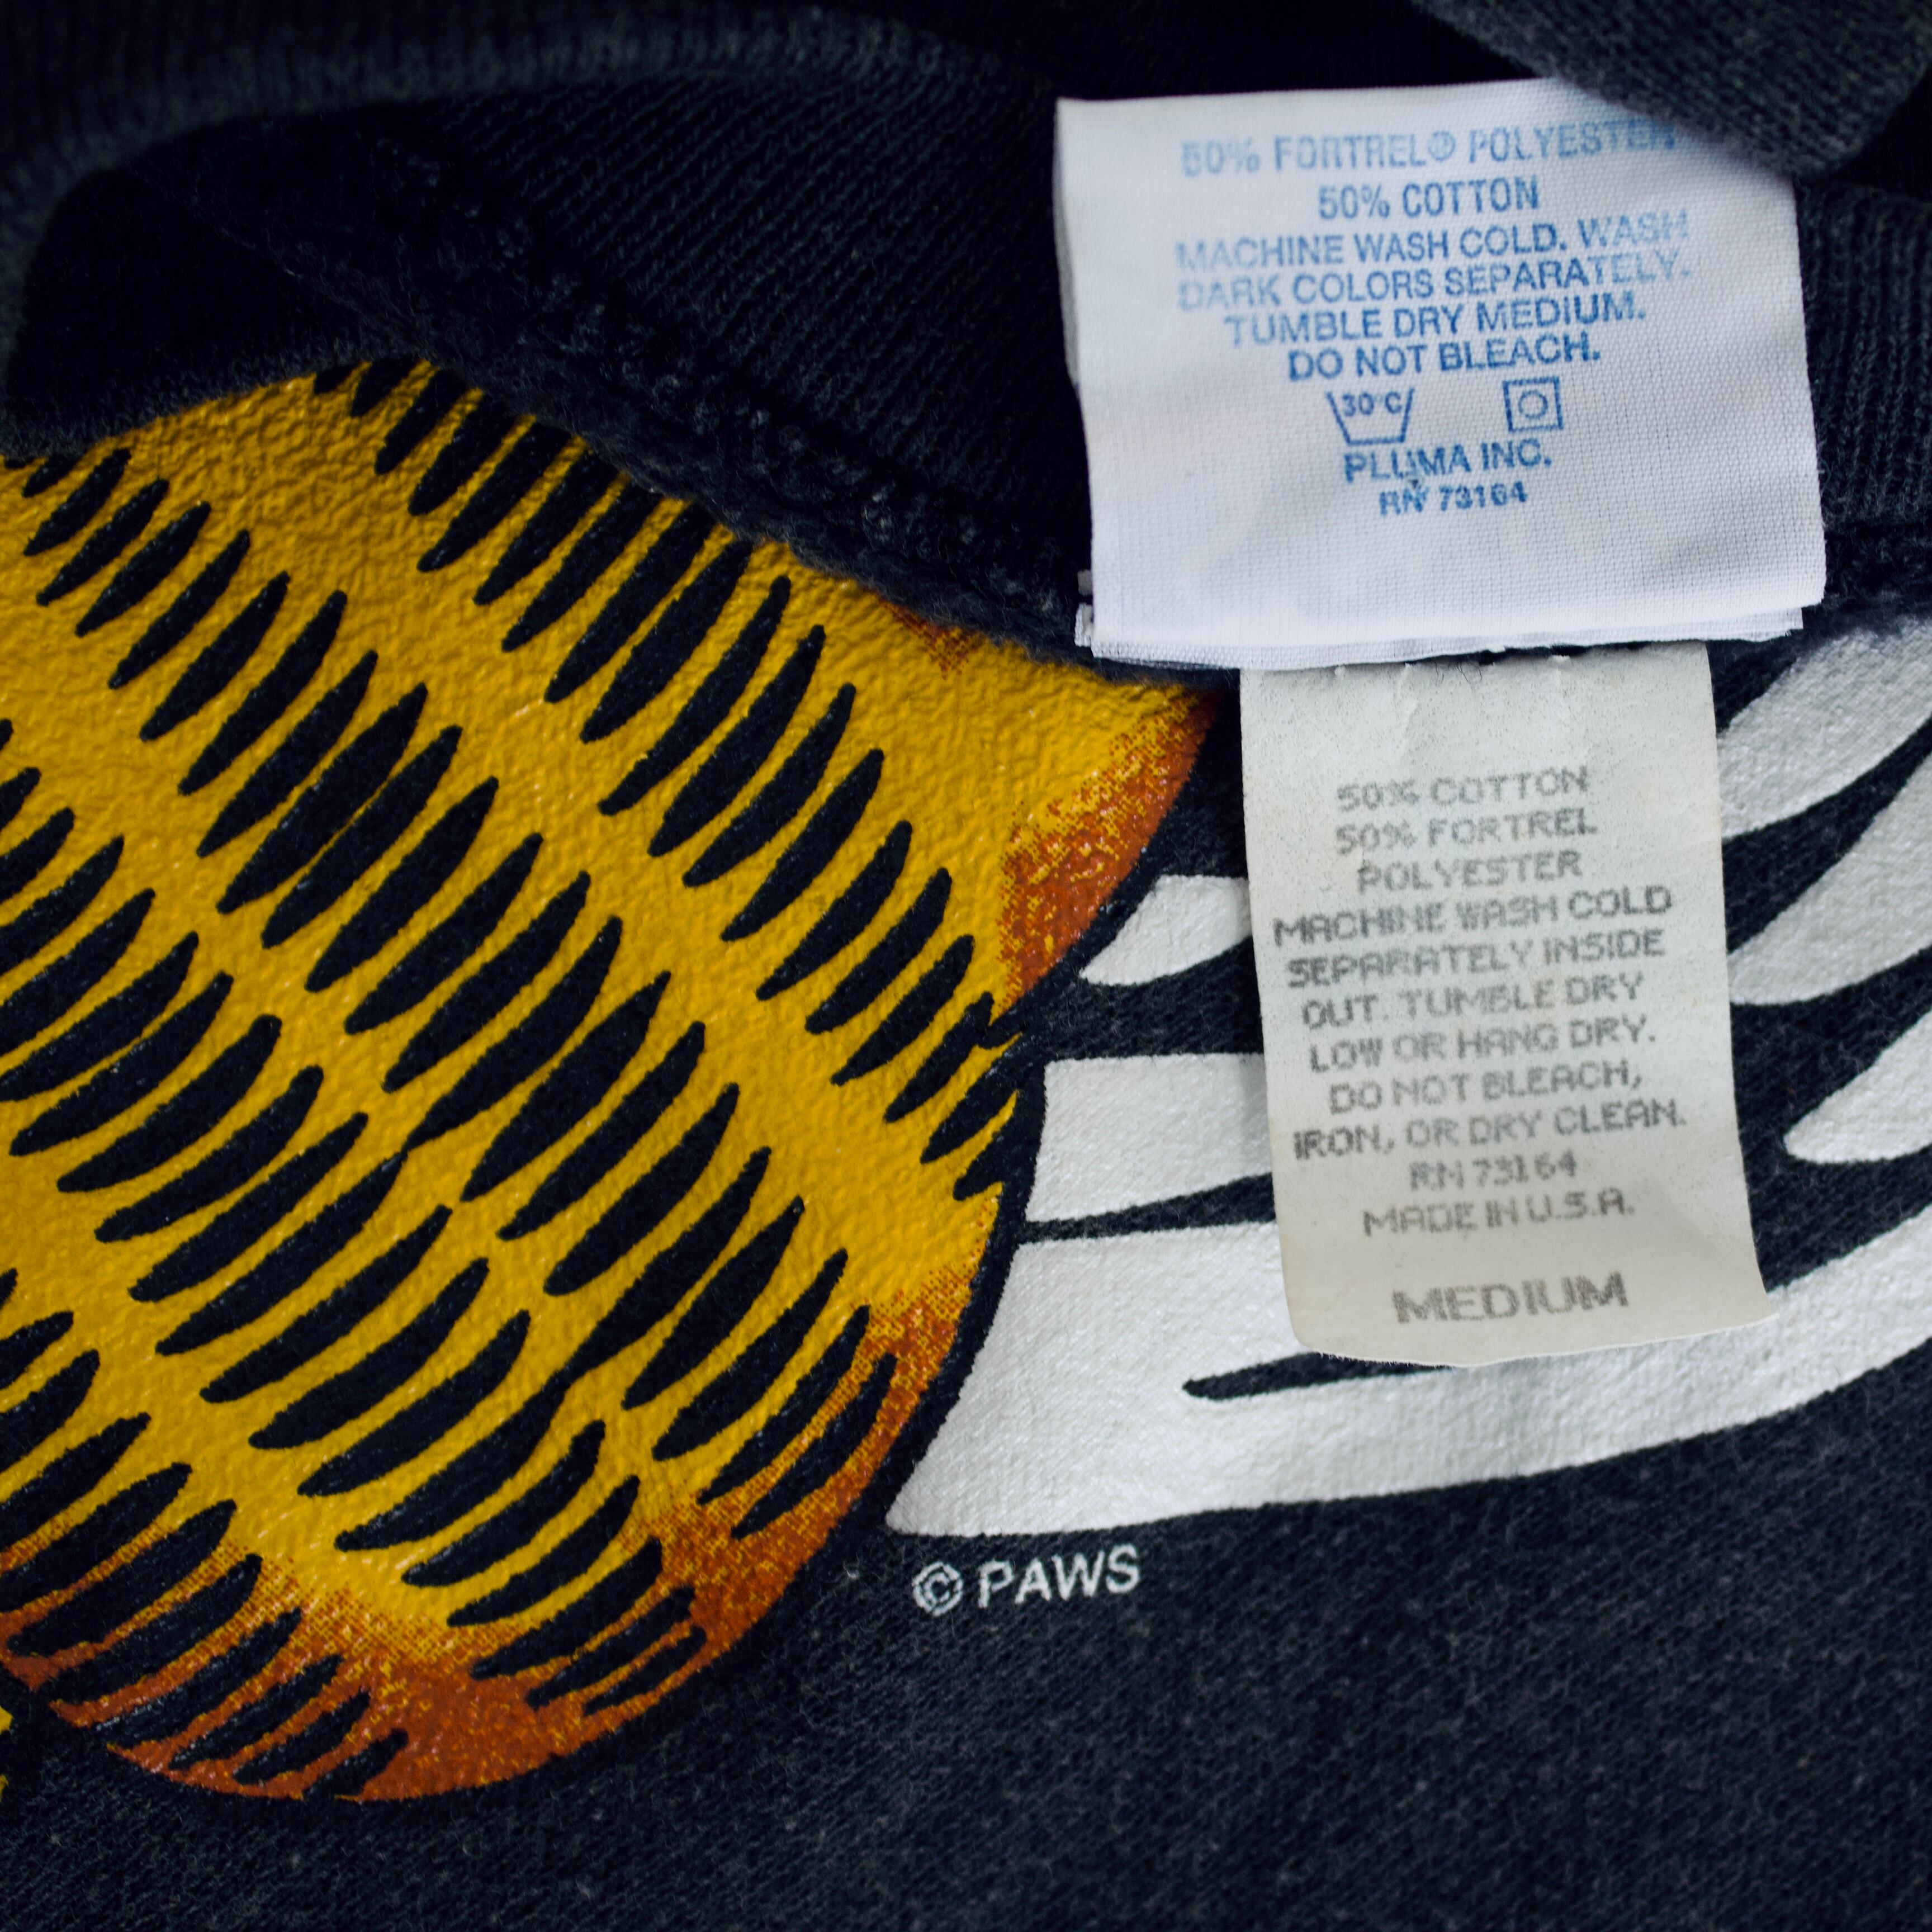 50% FORTREL® POLYESTER
50% COTTON
MACHINE WASH COLD. WASH
DARK COLORS SEPARATELY.
TUMBLE DRY MEDIUM.
DO NOT BLEACH.
30°C
PLUMA INC.
RN 73164
50% COTTON
50% FORTREL
POLYESTER
MACHINE WASH COLD
SEPARATELY INSIDE
OUT. TUMBLE DRY
LOW OR HANG DRY.
DO NOT BLEACH,
IRON, OR DRY CLEAN.
RN 73164
MADE IN U.S.A.
MEDIUM
© PAWS